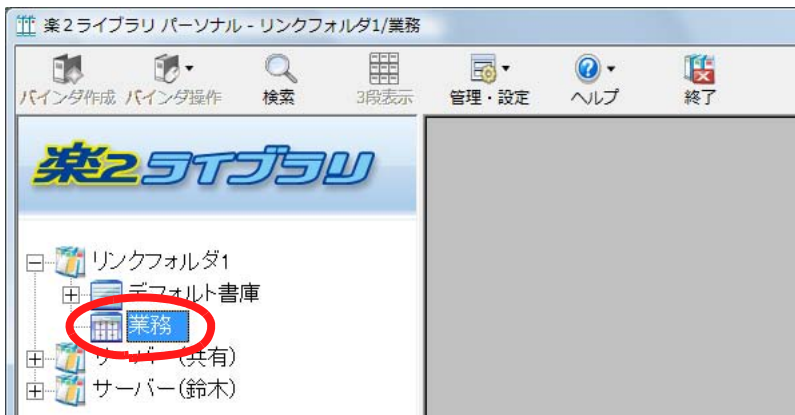 楽2ライブラリ パーソナル - リンクフォルダ1/業務
バインダ作成 バインダ操作 検索 3段表示 管理・設定 ヘルプ 終了
楽2ライブラリ
リンクフォルダ1
デフォルト書庫
業務
サーバー(共有)
サーバー(鈴木)